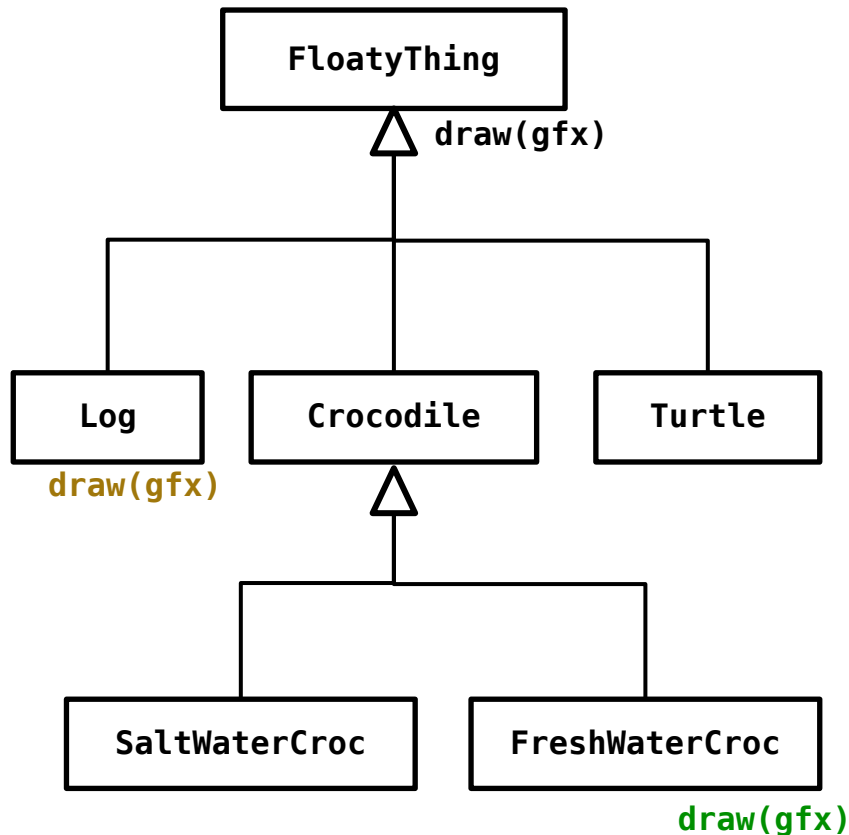 FloatyThing
draw(gfx)
Log
Crocodile
Turtle
draw(gfx)
SaltWaterCroc
FreshWaterCroc
draw(gfx)